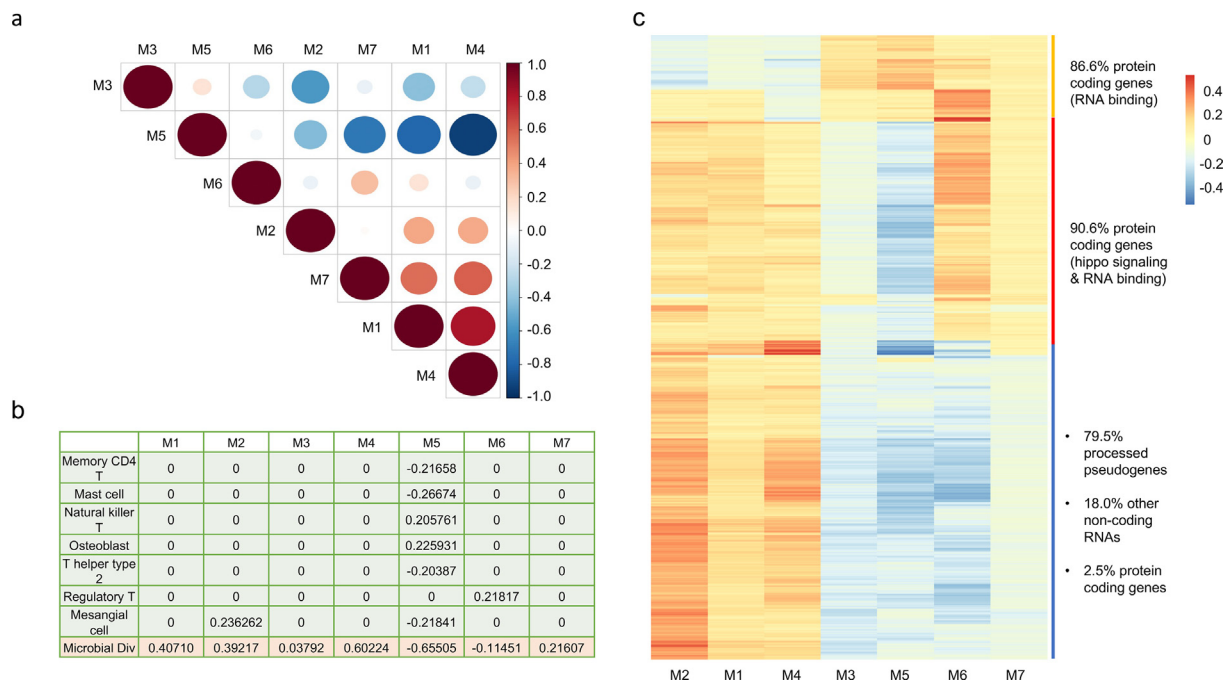 a
M3 M5 M6 M2 M7 M1 M4
M3
M5
M6
M2
M7
M1
M4
1.0
0.8
0.6
0.4
0.2
0.0
-0.2
-0.4
-0.6
-0.8
-1.0
b
M1 M2 M3 M4 M5 M6 M7
Memory CD4
T
0 0 0 0 -0.21658 0 0
Mast cell 0 0 0 0 -0.26674 0 0
Natural killer
T
0 0 0 0 0.205761 0 0
Osteoblast 0 0 0 0 0.225931 0 0
T helper type
2
0 0 0 0 -0.20387 0 0
Regulatory T 0 0 0 0 0 0.21817 0
Mesangial
cell
0 0.236262 0 0 -0.21841 0 0
Microbial Div 0.40710 0.39217 0.03792 0.60224 -0.65505 -0.11451 0.21607
c
86.6% protein
coding genes
(RNA binding)
90.6% protein
coding genes
(hippo signaling
& RNA binding)
• 79.5%
processed
pseudogenes
• 18.0% other
non-coding
RNAs
• 2.5% protein
coding genes
0.4
0.2
0
-0.2
-0.4
M2 M1 M4 M3 M5 M6 M7